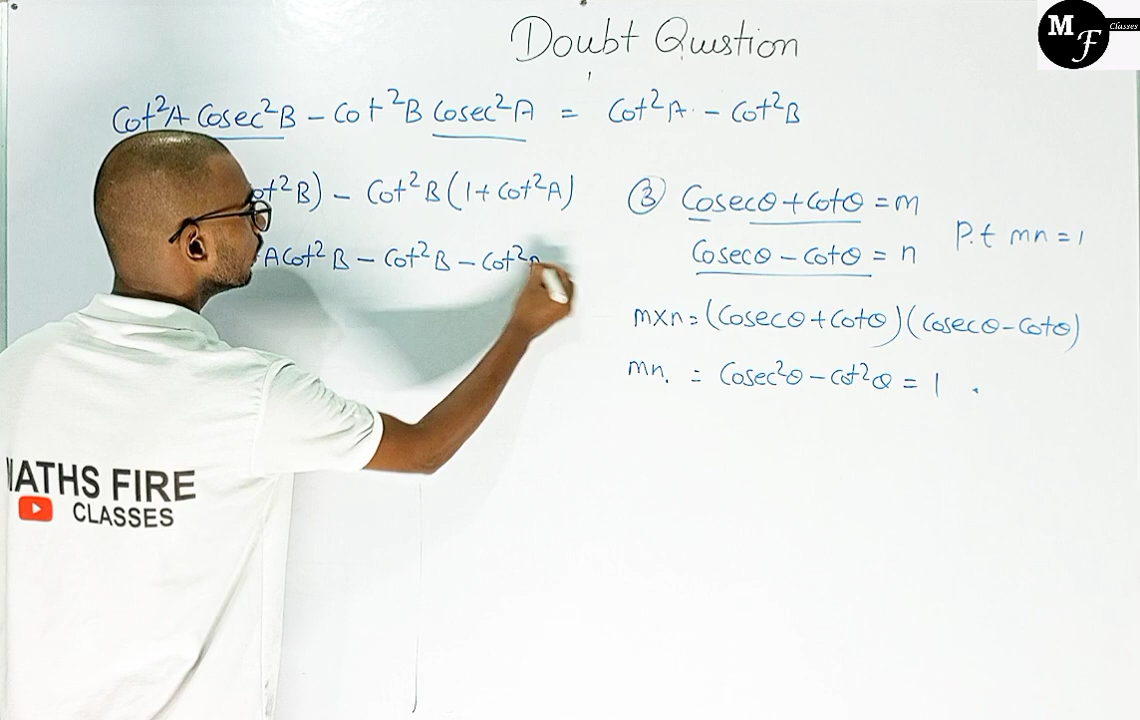 Doubt Qustion
M F Classes
Cot²A Cosec²B - Cot²B Cosec²A = Cot²A - Cot²B
ot²B) - Cot²B(1 + Cot²A)
ACot²B - Cot²B - Cot²
③ Cosecθ + Cotθ = m
Cosecθ - Cotθ = n
P.t mn = 1
m×n = (Cosecθ + Cotθ)(Cosecθ - Cotθ)
mn. = Cosec²θ - Cot²θ = 1 .
MATHS FIRE
CLASSES